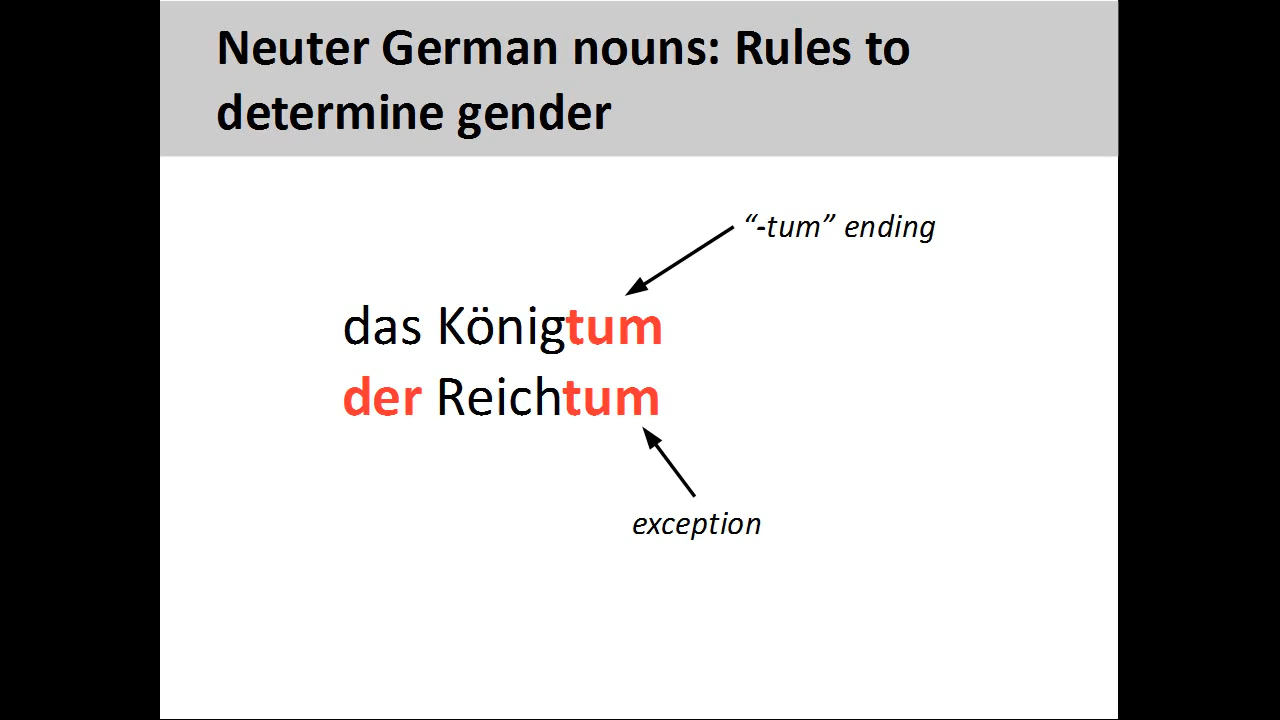 Neuter German nouns: Rules to
determine gender
“-tum” ending
das Königtum
der Reichtum
exception